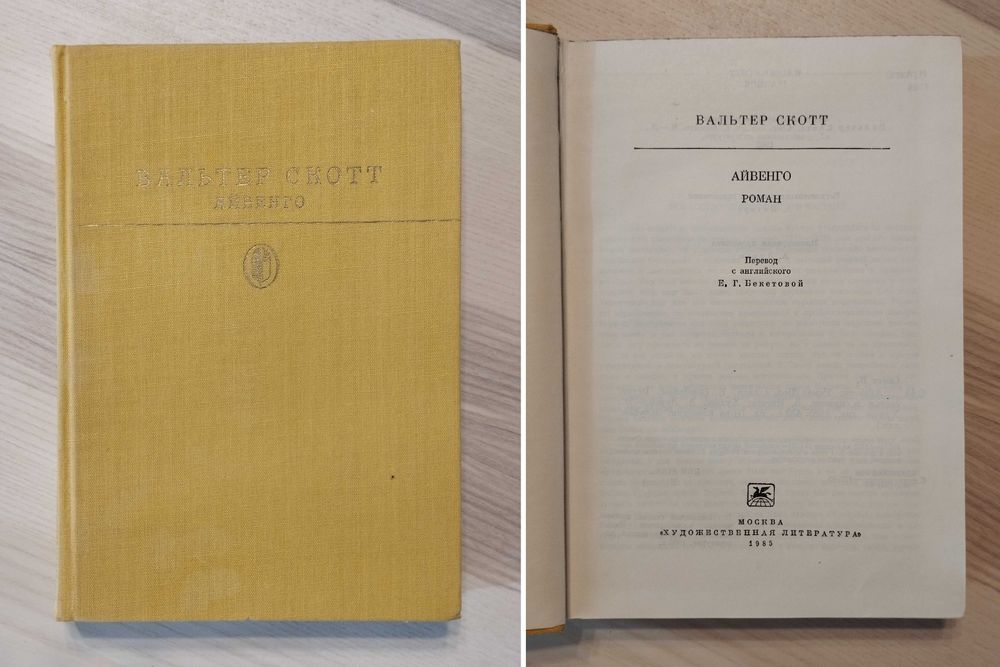 ВАЛЬТЕР СКОТТ
АЙВЕНГО
ВАЛЬТЕР СКОТТ
АЙВЕНГО
РОМАН
Перевод
с английского
Е. Г. Бекетовой
МОСКВА
«ХУДОЖЕСТВЕННАЯ ЛИТЕРАТУРА»
1985